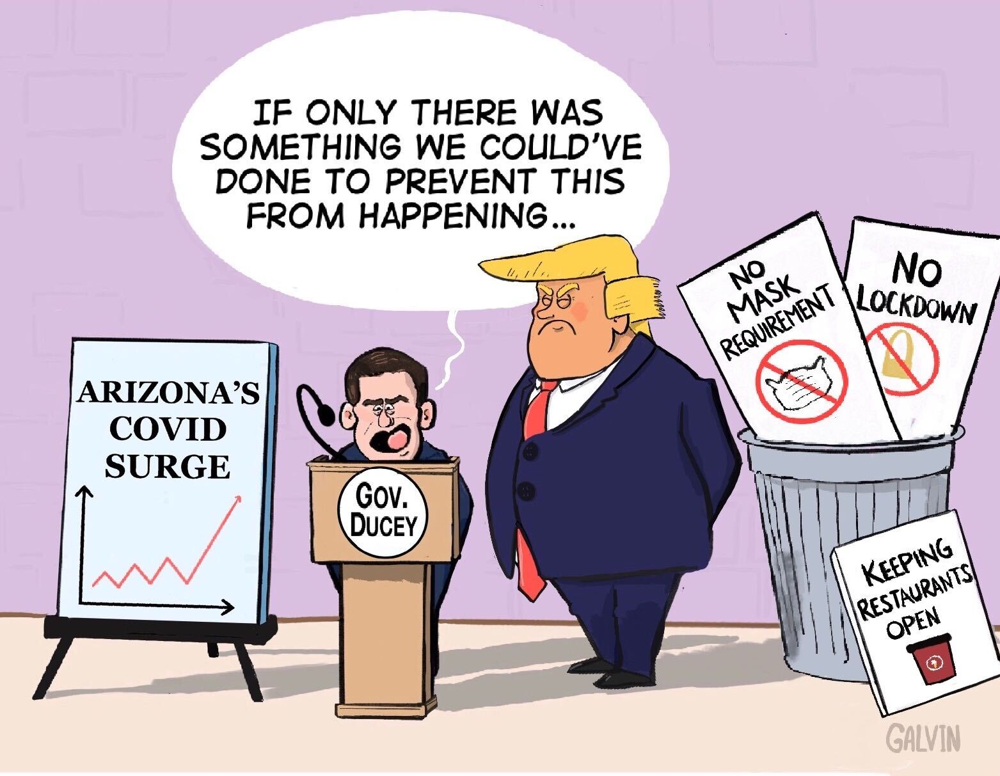 IF ONLY THERE WAS
SOMETHING WE COULD'VE
DONE TO PREVENT THIS
FROM HAPPENING...
ARIZONA'S
COVID
SURGE
GOV.
DUCEY
NO
MASK
REQUIREMENT
NO
LOCKDOWN
KEEPING
RESTAURANTS
OPEN
GALVIN